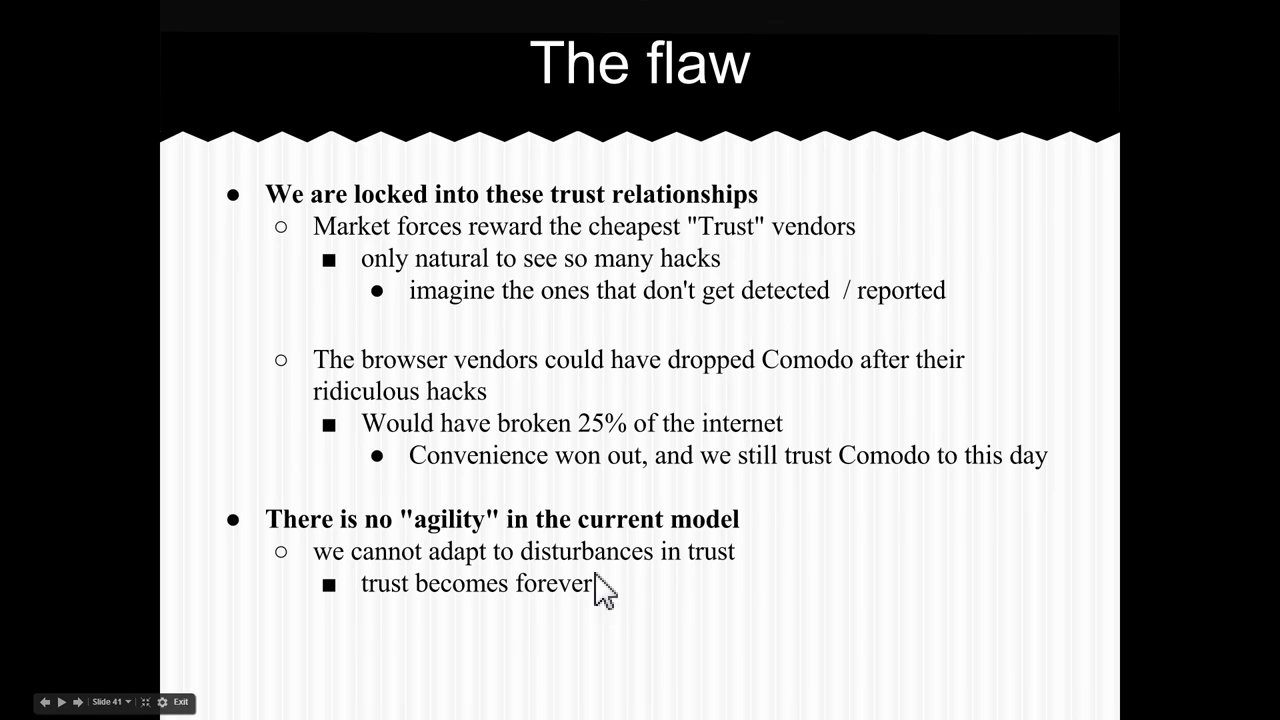 The flaw
● We are locked into these trust relationships
○ Market forces reward the cheapest "Trust" vendors
■ only natural to see so many hacks
● imagine the ones that don't get detected / reported
○ The browser vendors could have dropped Comodo after their
ridiculous hacks
■ Would have broken 25% of the internet
● Convenience won out, and we still trust Comodo to this day
● There is no "agility" in the current model
○ we cannot adapt to disturbances in trust
■ trust becomes forever
Slide 41 Exit